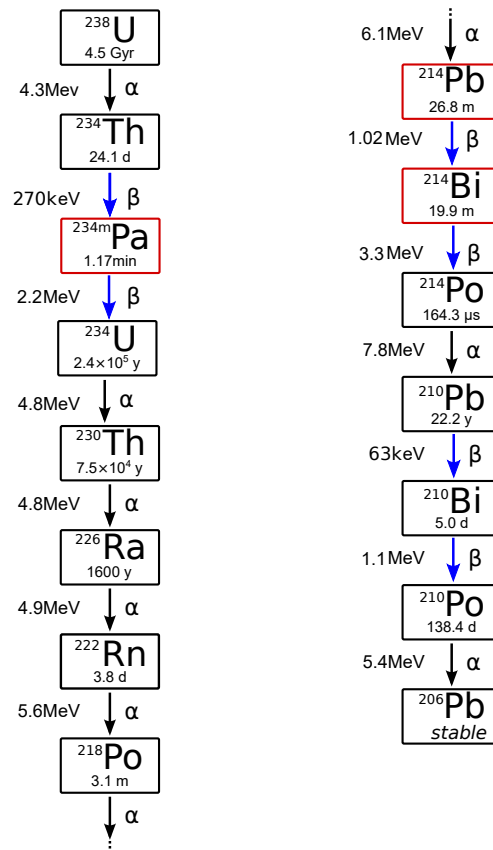 ²³⁸U
4.5 Gyr
4.3Mev α
²³⁴Th
24.1 d
270keV β
²³⁴ᵐPa
1.17min
2.2MeV β
²³⁴U
2.4×10⁵ y
4.8MeV α
²³⁰Th
7.5×10⁴ y
4.8MeV α
²²⁶Ra
1600 y
4.9MeV α
²²²Rn
3.8 d
5.6MeV α
²¹⁸Po
3.1 m
α
6.1MeV α
²¹⁴Pb
26.8 m
1.02MeV β
²¹⁴Bi
19.9 m
3.3MeV β
²¹⁴Po
164.3 µs
7.8MeV α
²¹⁰Pb
22.2 y
63keV β
²¹⁰Bi
5.0 d
1.1MeV β
²¹⁰Po
138.4 d
5.4MeV α
²⁰⁶Pb
stable